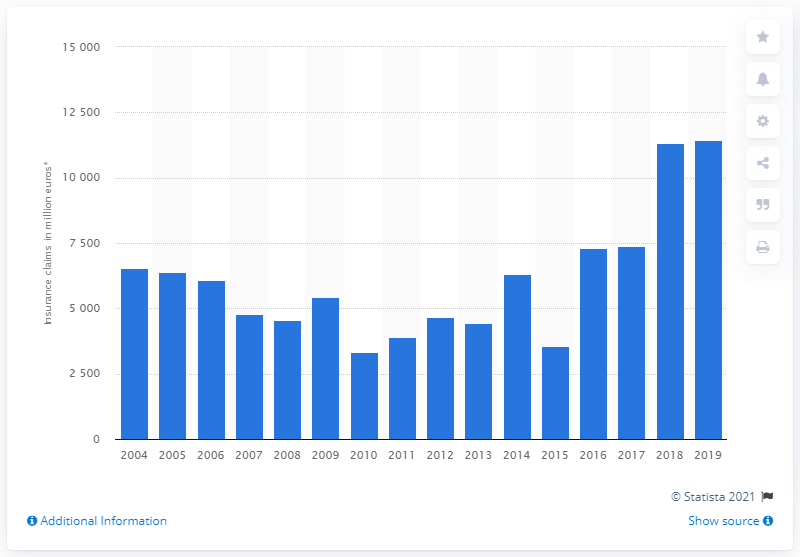 15 000
12 500
10 000
7 500
5 000
2 500
0
Insurance claims in million euros*
2004 2005 2006 2007 2008 2009 2010 2011 2012 2013 2014 2015 2016 2017 2018 2019
© Statista 2021
Additional Information
Show source